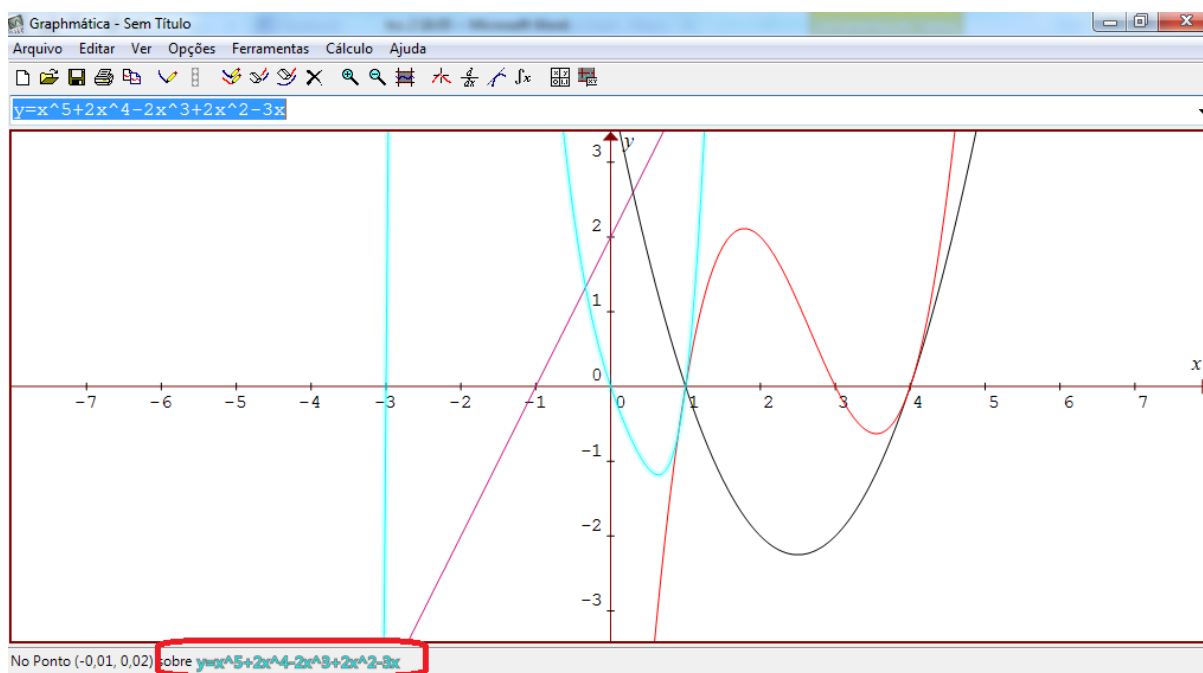 Graphmática - Sem Título
Arquivo Editar Ver Opções Ferramentas Cálculo Ajuda
y=x^5+2x^4-2x^3+2x^2-3x
y
3
2
1
0
x
-7 -6 -5 -4 -3 -2 -1 0 1 2 3 4 5 6 7
-1
-2
-3
No Ponto (-0,01, 0,02) sobre y=x^5+2x^4-2x^3+2x^2-3x